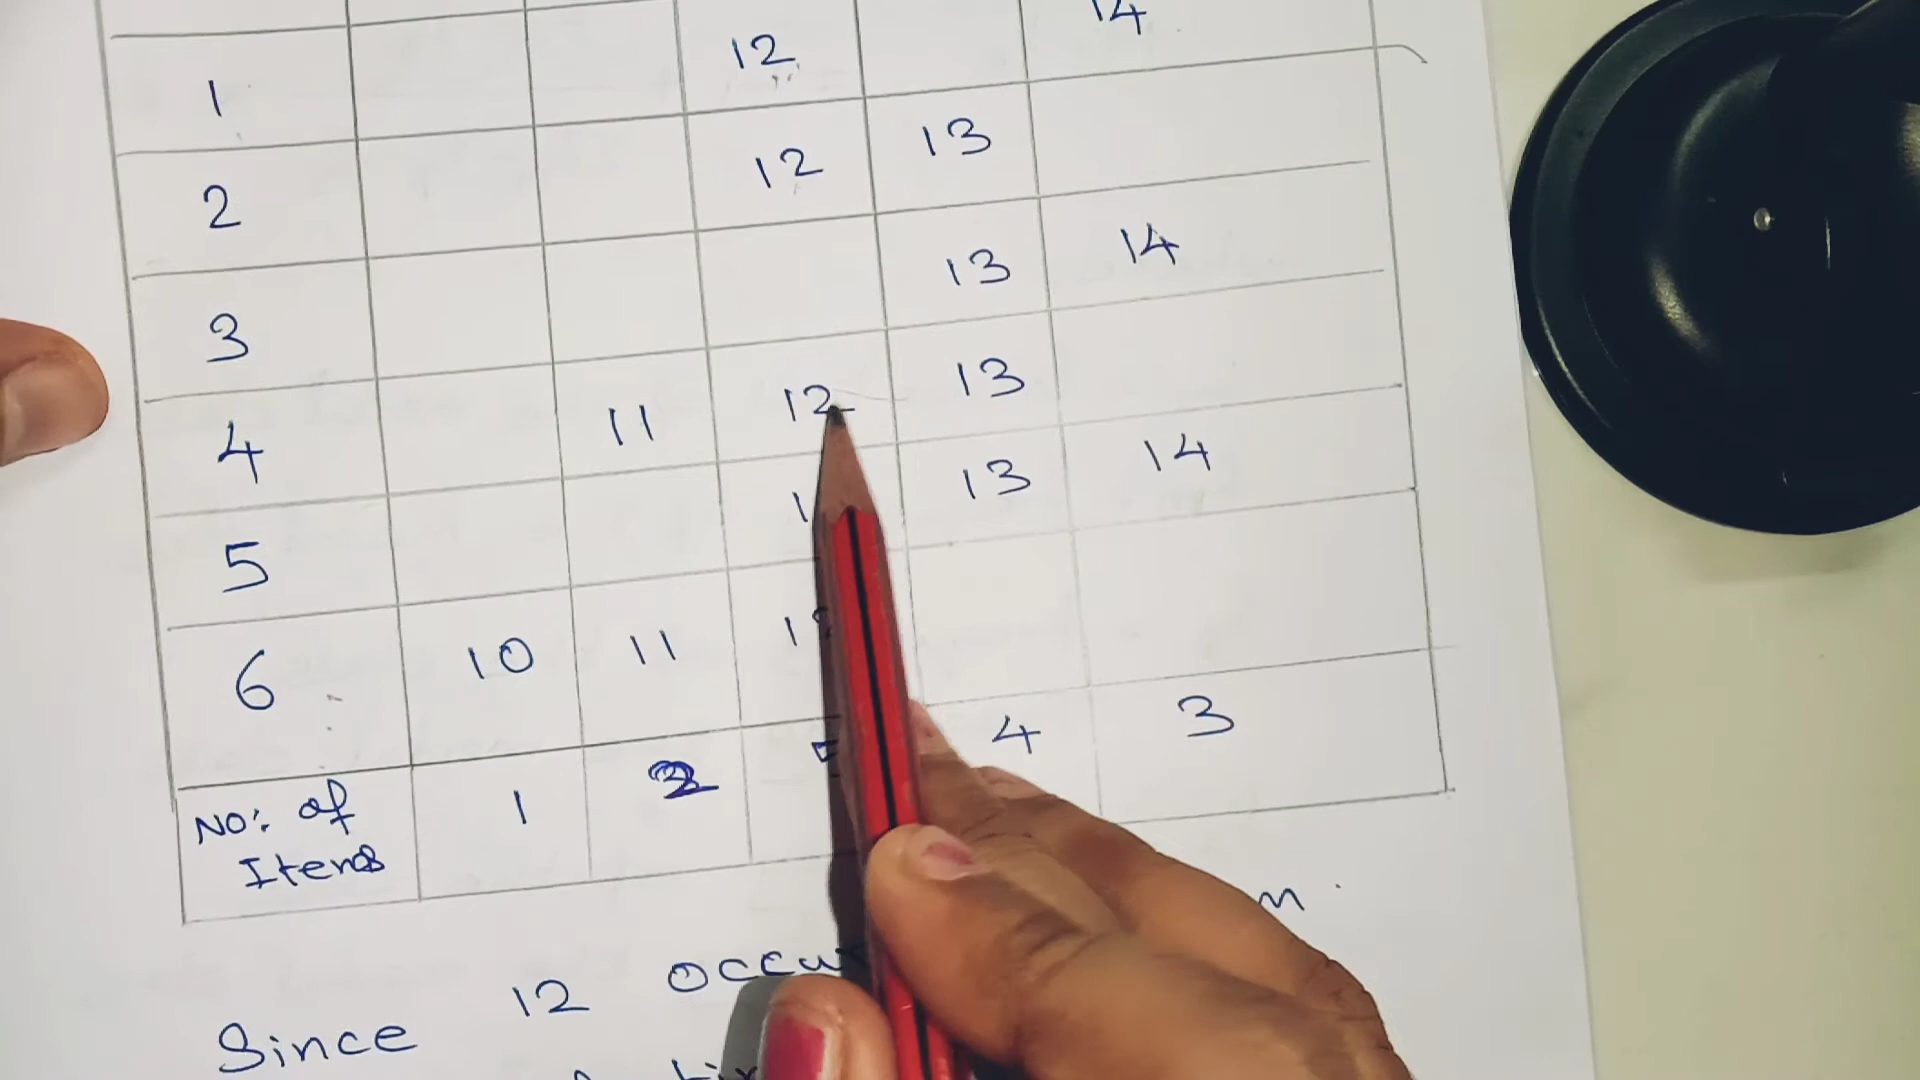 1 12 14
2 12 13
3 13 14
4 11 12 13
5 13 14
6 10 11
No: of 1 2 4 3
Items
Since 12